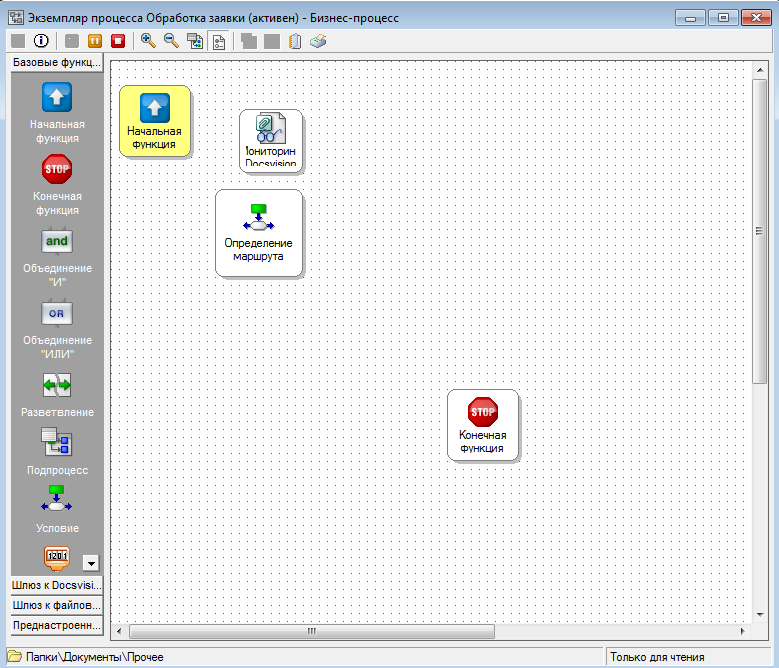 Экземпляр процесса Обработка заявки (активен) - Бизнес-процесс
Базовые функц...
Начальная
функция
STOP
Конечная
функция
and
Объединение
"И"
OR
Объединение
"ИЛИ"
Разветвление
Подпроцесс
Условие
1201
Шлюз к Docsvisi...
Шлюз к файлов...
Преднастроенн...
Начальная
функция
Мониторин
Docsvision
Определение
маршрута
STOP
Конечная
функция
Папки\Документы\Прочее
Только для чтения